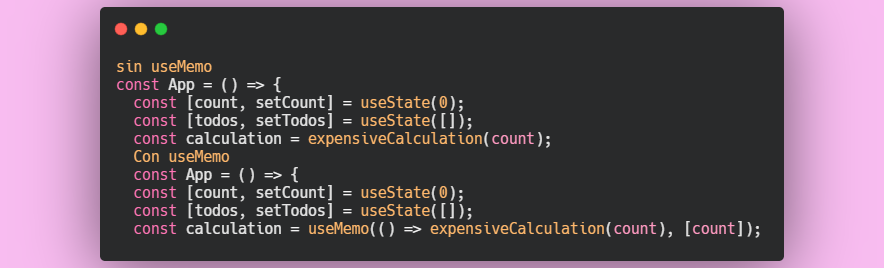 sin useMemo
const App = () => {
const [count, setCount] = useState(0);
const [todos, setTodos] = useState([]);
const calculation = expensiveCalculation(count);
Con useMemo
const App = () => {
const [count, setCount] = useState(0);
const [todos, setTodos] = useState([]);
const calculation = useMemo(() => expensiveCalculation(count), [count]);